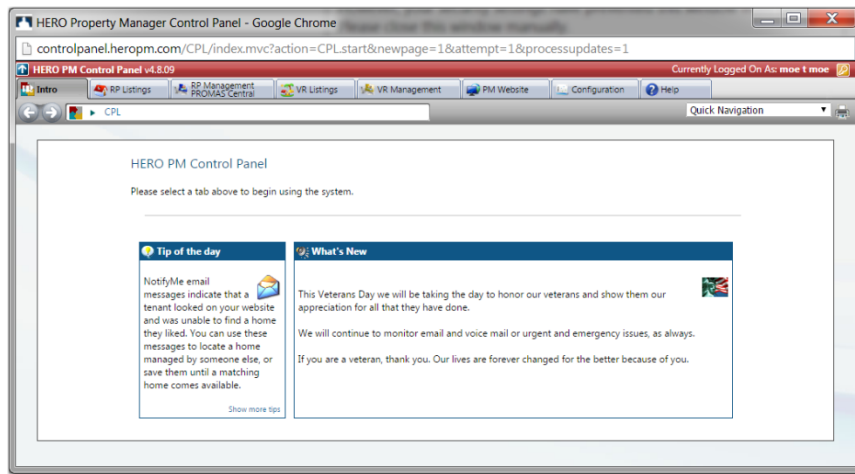 HERO Property Manager Control Panel - Google Chrome
Please close this window manually.
controlpanel.heropm.com/CPL/index.mvc?action=CPL.start&newpage=1&attempt=1&processupdates=1
HERO PM Control Panel v4.8.09
Currently Logged On As: moe t moe
Intro
RP Listings
RP Management
PROMAS Central
VR Listings
VR Management
PM Website
Configuration
Help
CPL
Quick Navigation
HERO PM Control Panel
Please select a tab above to begin using the system.
Tip of the day
NotifyMe email
messages indicate that a
tenant looked on your website
and was unable to find a home
they liked. You can use these
messages to locate a home
managed by someone else, or
save them until a matching
home comes available.
Show more tips
What's New
This Veterans Day we will be taking the day to honor our veterans and show them our
appreciation for all that they have done.
We will continue to monitor email and voice mail or urgent and emergency issues, as always.
If you are a veteran, thank you. Our lives are forever changed for the better because of you.